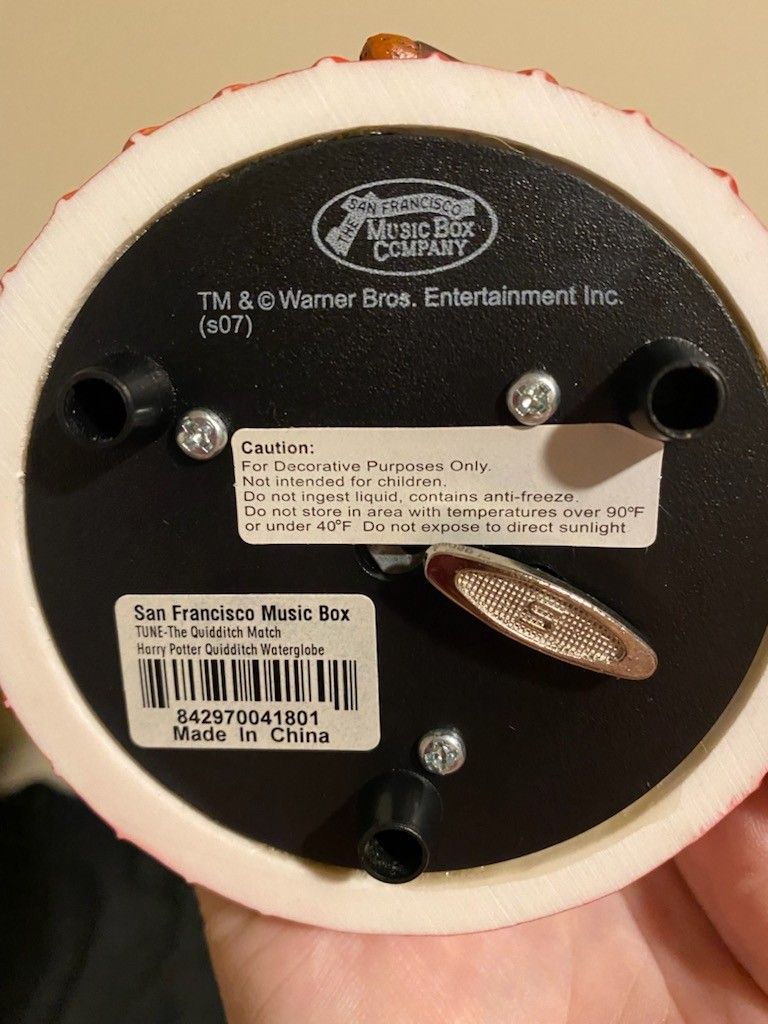 THE SAN FRANCISCO
MUSIC BOX
COMPANY
TM & © Warner Bros. Entertainment Inc.
(s07)
Caution:
For Decorative Purposes Only.
Not intended for children.
Do not ingest liquid, contains anti-freeze.
Do not store in area with temperatures over 90°F
or under 40°F Do not expose to direct sunlight
S
San Francisco Music Box
TUNE-The Quidditch Match
Harry Potter Quidditch Waterglobe
842970041801
Made In China